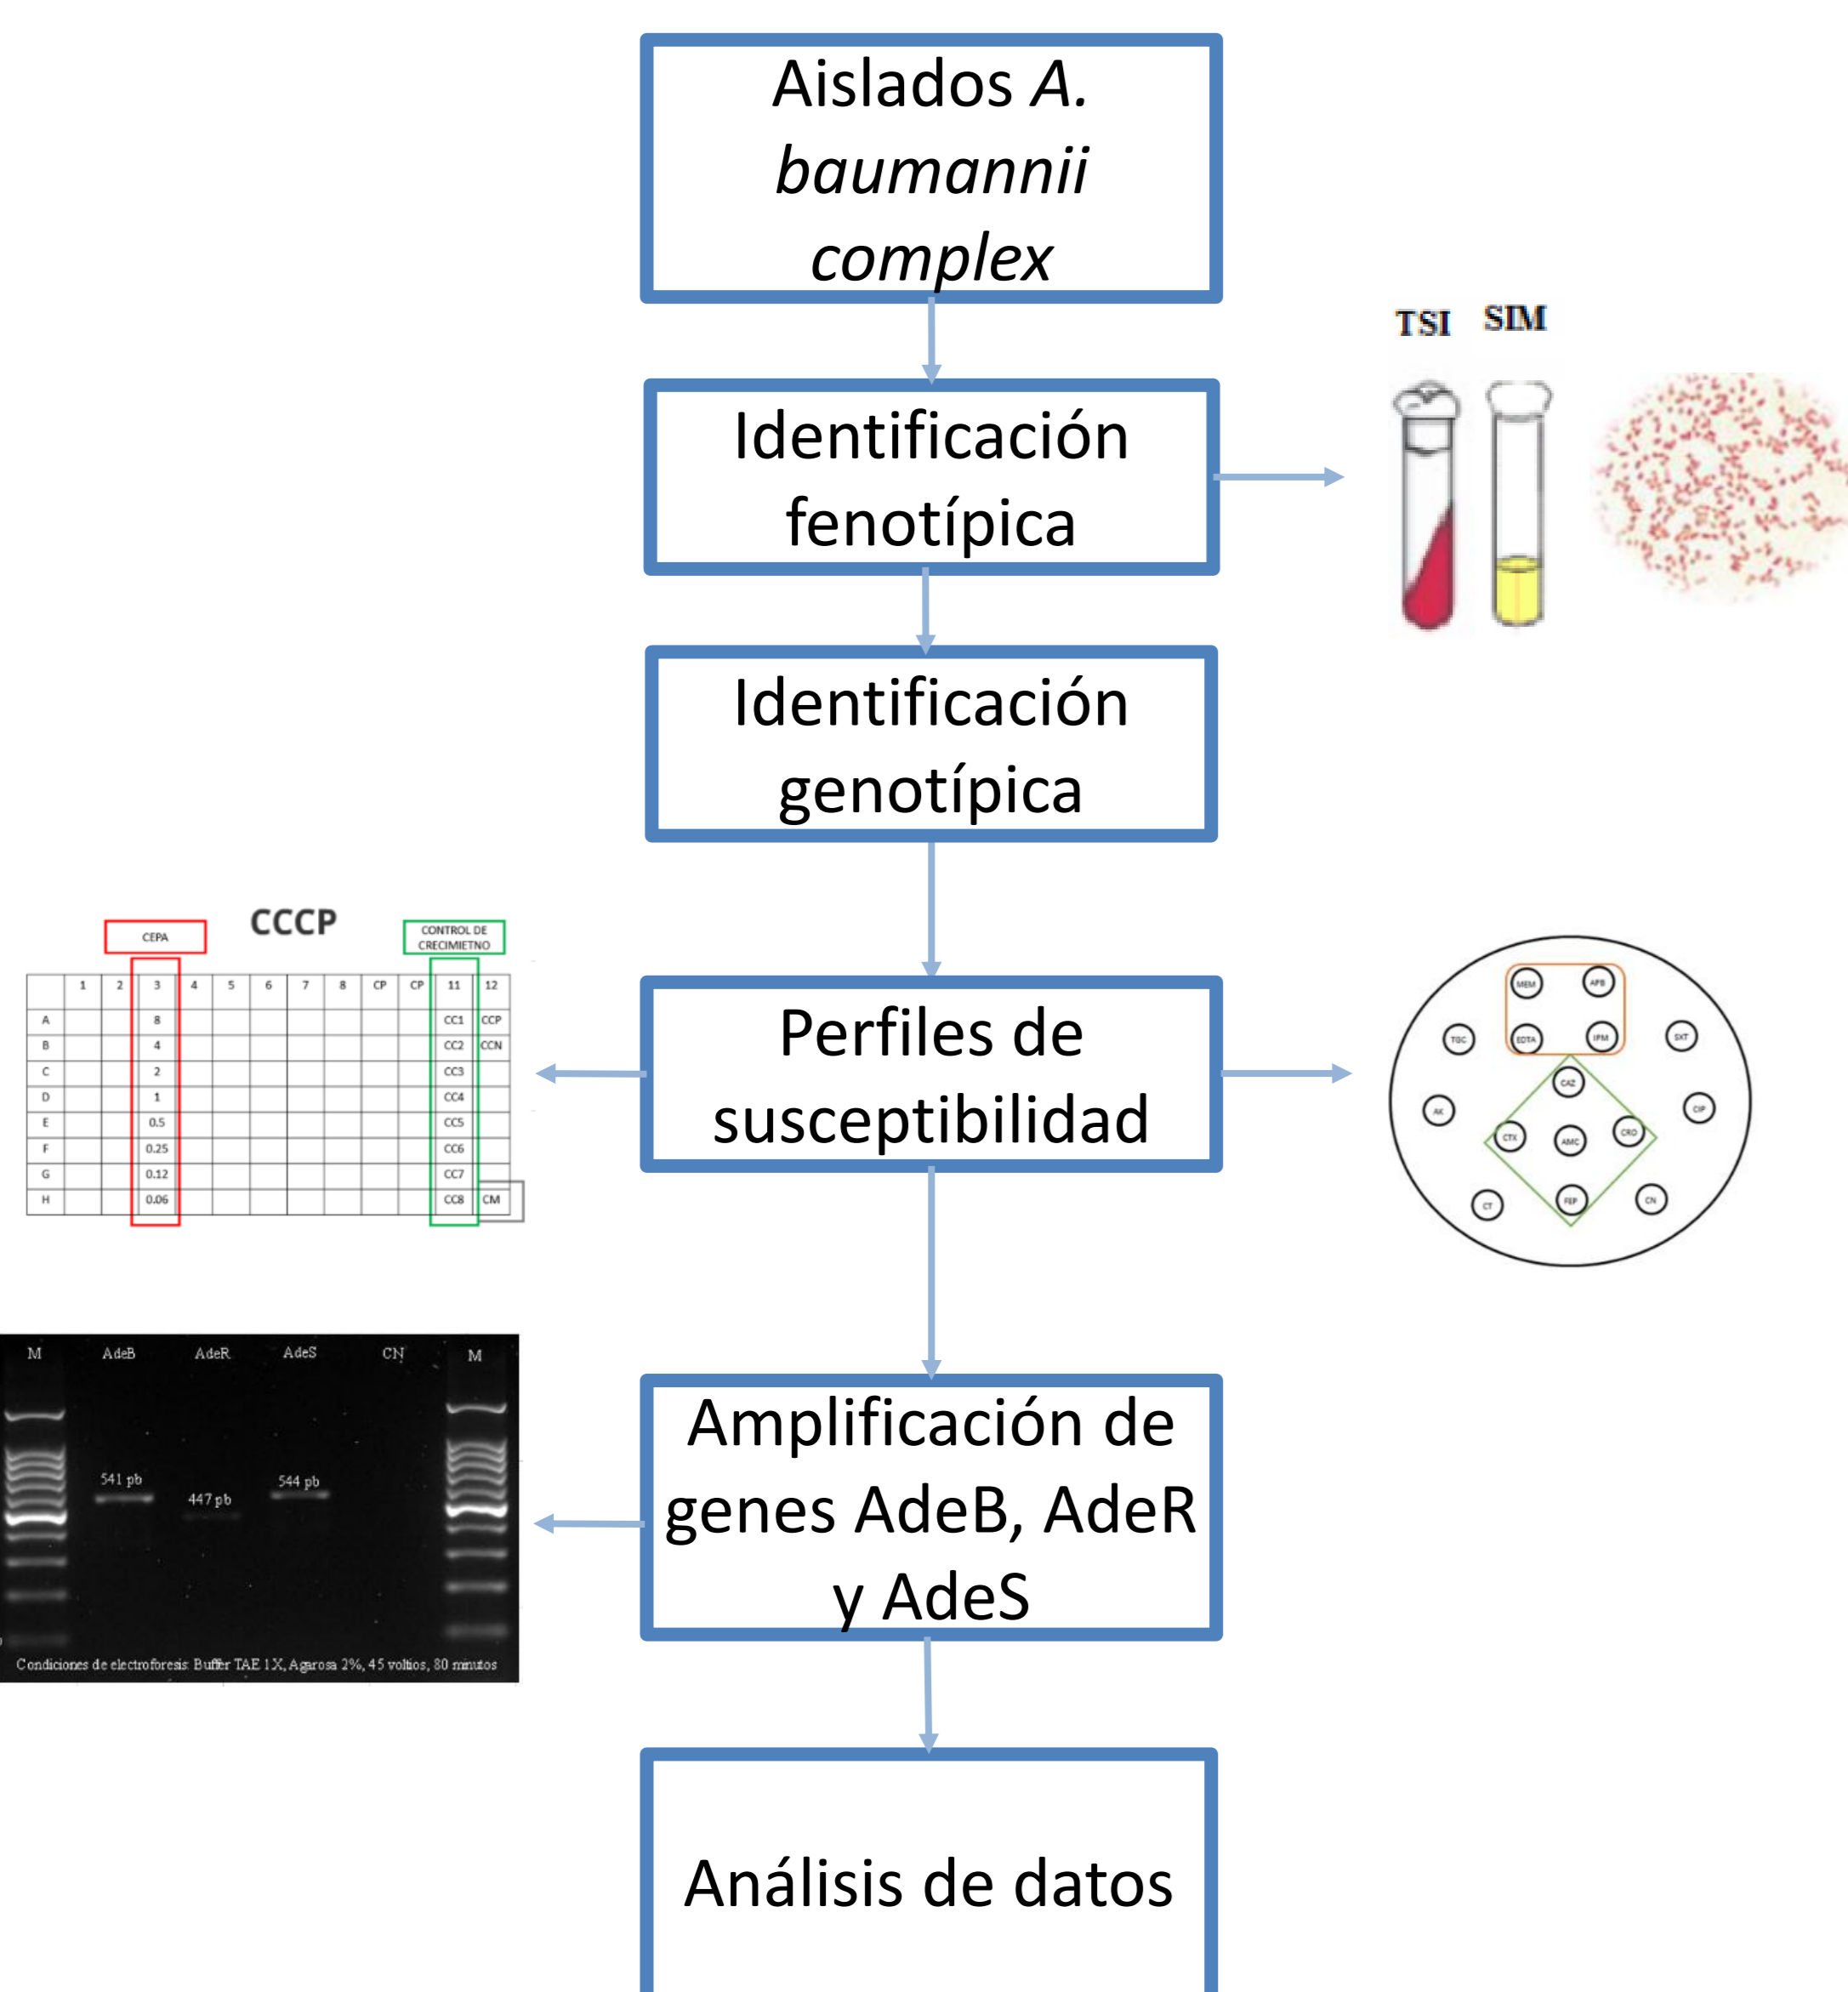 Aislados A.
baumannii
complex
TSI SIM
Identificación
fenotípica
Identificación
genotípica
CEPA
CCCP
CONTROL DE
CRECIMIETNO
1 2 3 4 5 6 7 8 CP CP 11 12
A 8 CC1 CCP
B 4 CC2 CCN
C 2 CC3
D 1 CC4
E 0.5 CC5
F 0.25 CC6
G 0.12 CC7
H 0.06 CC8 CM
Perfiles de
susceptibilidad
MEM APB
TGC EDTA IPM SXT
CAZ
AK CIP
CTX AMC CRO
CT FEP CN
M AdeB AdeR AdeS CN M
541 pb
447 pb
544 pb
Condiciones de electroforesis: Buffer TAE 1X, Agarosa 2%, 45 voltios, 80 minutos
Amplificación de
genes AdeB, AdeR
y AdeS
Análisis de datos